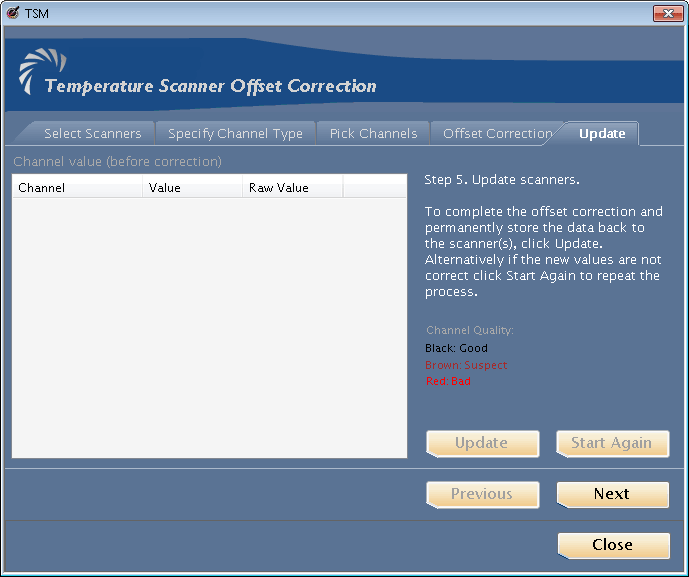 TSM
Temperature Scanner Offset Correction
Select Scanners
Specify Channel Type
Pick Channels
Offset Correction
Update
Channel value (before correction)
Channel
Value
Raw Value
Step 5. Update scanners.
To complete the offset correction and
permanently store the data back to
the scanner(s), click Update.
Alternatively if the new values are not
correct click Start Again to repeat the
process.
Channel Quality:
Black: Good
Brown: Suspect
Red: Bad
Update
Start Again
Previous
Next
Close